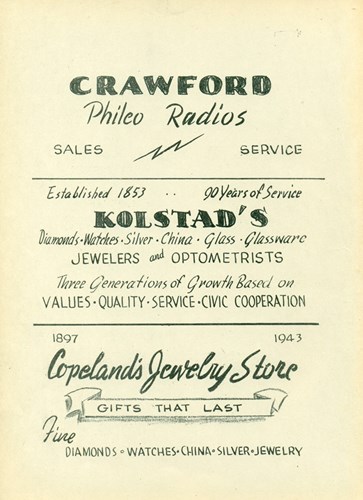 CRAWFORD
Philco Radios
SALES SERVICE
Established 1853 .. 90 Years of Service
KOLSTAD'S
Diamonds · Watches · Silver · China · Glass · Glassware
JEWELERS and OPTOMETRISTS
Three Generations of Growth Based on
VALUES · QUALITY · SERVICE · CIVIC COOPERATION
1897 1943
Copeland's Jewelry Store
GIFTS THAT LAST
Fine
DIAMONDS · WATCHES · CHINA · SILVER · JEWELRY